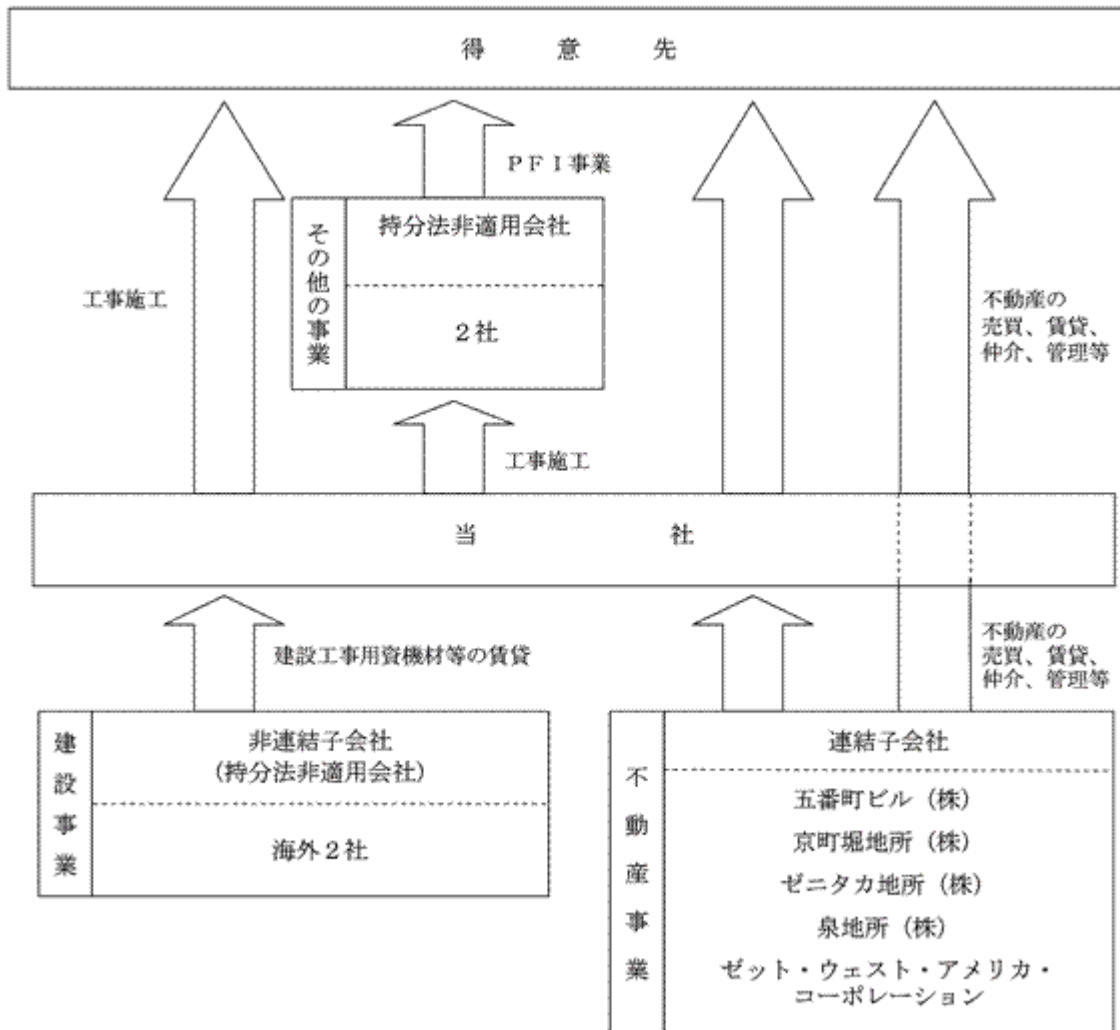 得意先
PFI事業
その他の事業
持分法非適用会社
2社
工事施工
不動産の
売買、賃貸、
仲介、管理等
工事施工
当社
建設工事用資機材等の賃貸
不動産の
売買、賃貸、
仲介、管理等
建設事業
非連結子会社
(持分法非適用会社)
海外2社
不動産事業
連結子会社
五番町ビル(株)
京町堀地所(株)
ゼニタカ地所(株)
泉地所(株)
ゼット・ウェスト・アメリカ・
コーポレーション